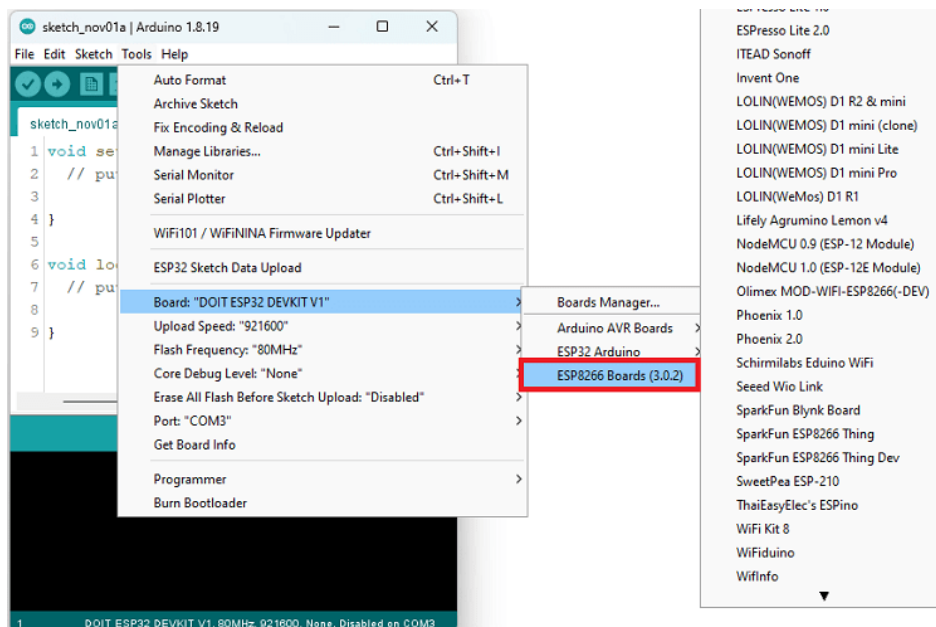 sketch_nov01a | Arduino 1.8.19
File Edit Sketch Tools Help
sketch_nov01a
1 void se
2 // pu
3
4 }
5
6 void lo
7 // pu
8
9 }
Auto Format Ctrl+T
Archive Sketch
Fix Encoding & Reload
Manage Libraries... Ctrl+Shift+I
Serial Monitor Ctrl+Shift+M
Serial Plotter Ctrl+Shift+L
WiFi101 / WiFiNINA Firmware Updater
ESP32 Sketch Data Upload
Board: "DOIT ESP32 DEVKIT V1"
Upload Speed: "921600"
Flash Frequency: "80MHz"
Core Debug Level: "None"
Erase All Flash Before Sketch Upload: "Disabled"
Port: "COM3"
Get Board Info
Programmer
Burn Bootloader
Boards Manager...
Arduino AVR Boards
ESP32 Arduino
ESP8266 Boards (3.0.2)
ESPresso Lite 2.0
ITEAD Sonoff
Invent One
LOLIN(WEMOS) D1 R2 & mini
LOLIN(WEMOS) D1 mini (clone)
LOLIN(WEMOS) D1 mini Lite
LOLIN(WEMOS) D1 mini Pro
LOLIN(WeMos) D1 R1
Lifely Agrumino Lemon v4
NodeMCU 0.9 (ESP-12 Module)
NodeMCU 1.0 (ESP-12E Module)
Olimex MOD-WIFI-ESP8266(-DEV)
Phoenix 1.0
Phoenix 2.0
Schirmilabs Eduino WiFi
Seeed Wio Link
SparkFun Blynk Board
SparkFun ESP8266 Thing
SparkFun ESP8266 Thing Dev
SweetPea ESP-210
ThaiEasyElec's ESPino
WiFi Kit 8
WiFiduino
WifInfo
1 DOIT ESP32 DEVKIT V1, 80MHz, 921600, None, Disabled on COM3